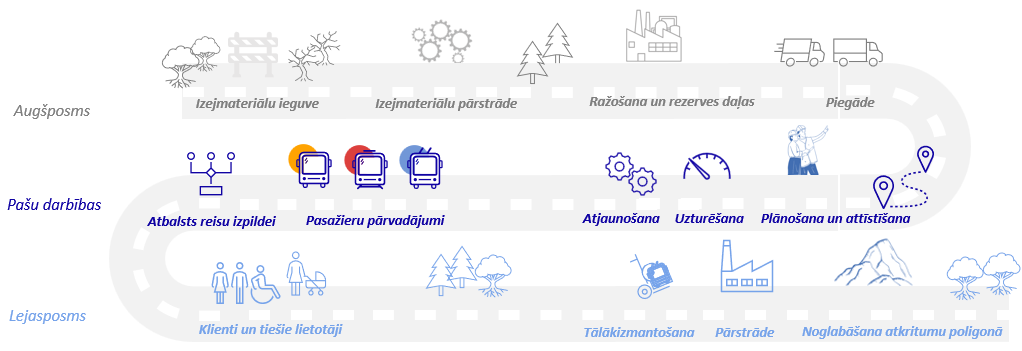 Augšposms
Izejmateriālu ieguve
Izejmateriālu pārstrāde
Ražošana un rezerves daļas
Piegāde
Pašu darbības
Atbalsts reisu izpildei
Pasažieru pārvadājumi
Atjaunošana
Uzturēšana
Plānošana un attīstīšana
Lejasposms
Klienti un tiešie lietotāji
Tālākizmantošana
Pārstrāde
Noglabāšana atkritumu poligonā